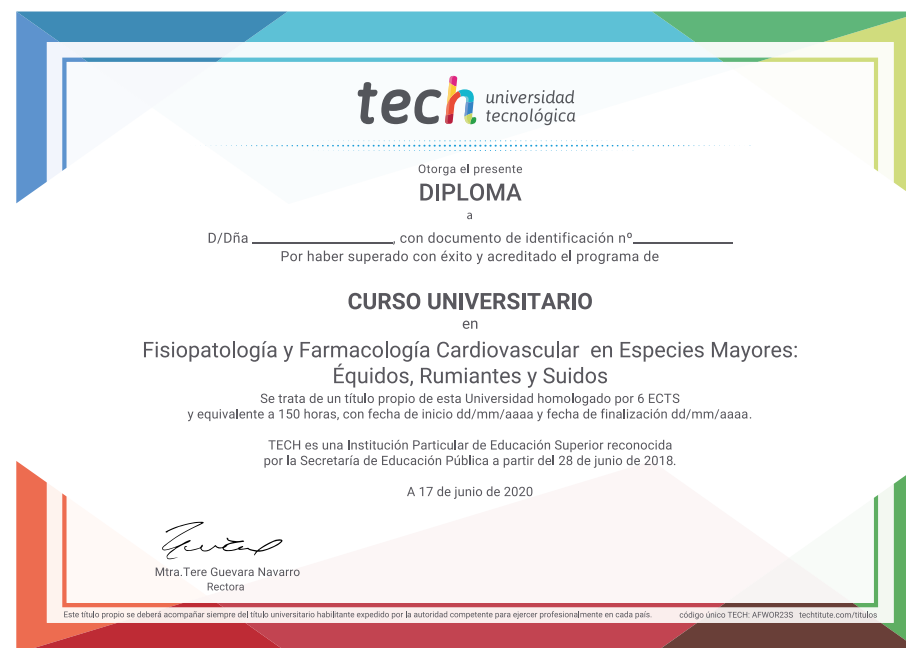 tech universidad
tecnológica
Otorga el presente
DIPLOMA
a
D/Dña ____________________, con documento de identificación nº______________
Por haber superado con éxito y acreditado el programa de
CURSO UNIVERSITARIO
en
Fisiopatología y Farmacología Cardiovascular en Especies Mayores:
Équidos, Rumiantes y Suidos
Se trata de un título propio de esta Universidad homologado por 6 ECTS
y equivalente a 150 horas, con fecha de inicio dd/mm/aaaa y fecha de finalización dd/mm/aaaa.
TECH es una Institución Particular de Educación Superior reconocida
por la Secretaría de Educación Pública a partir del 28 de junio de 2018.
A 17 de junio de 2020
Mtra.Tere Guevara Navarro
Rectora
Este título propio se deberá acompañar siempre del título universitario habilitante expedido por la autoridad competente para ejercer profesionalmente en cada país. código único TECH: AFWOR23S techtitute.com/titulos